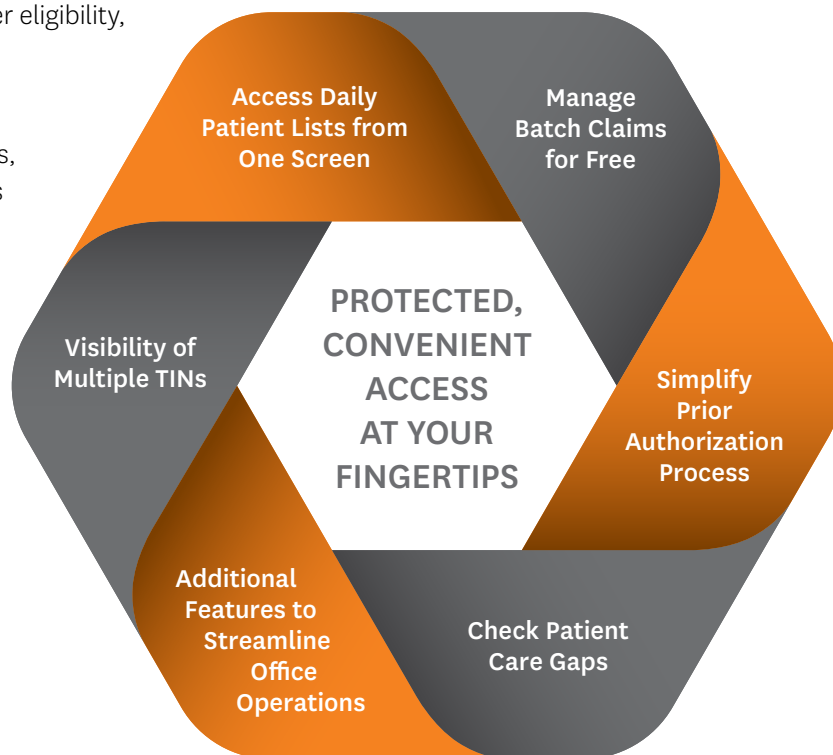 er eligibility,
s,
s
Access Daily
Patient Lists from
One Screen
Manage
Batch Claims
for Free
Visibility of
Multiple TINs
PROTECTED,
CONVENIENT
ACCESS
AT YOUR
FINGERTIPS
Simplify
Prior
Authorization
Process
Additional
Features to
Streamline
Office
Operations
Check Patient
Care Gaps